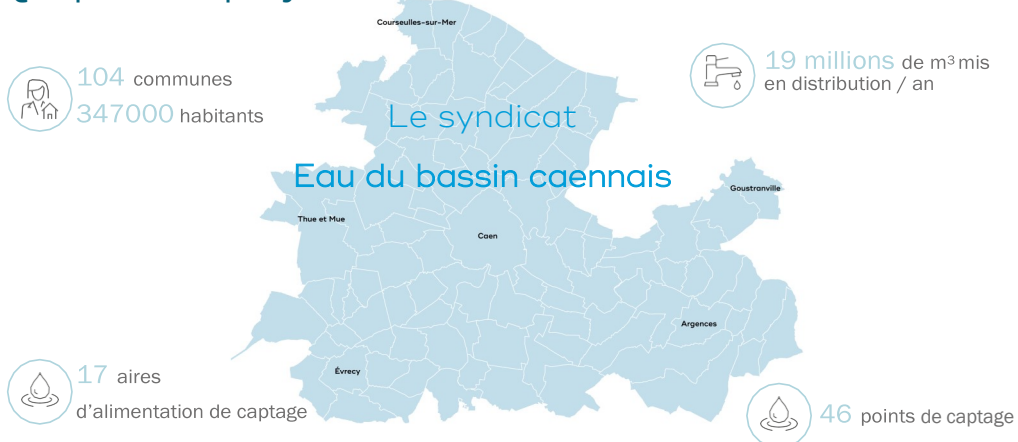 Courseulles-sur-Mer
104 communes
347000 habitants
19 millions de m³ mis
en distribution / an
Le syndicat
Eau du bassin caennais
Goustranville
Thue et Mue
Caen
Argences
Évrecy
17 aires
d'alimentation de captage
46 points de captage